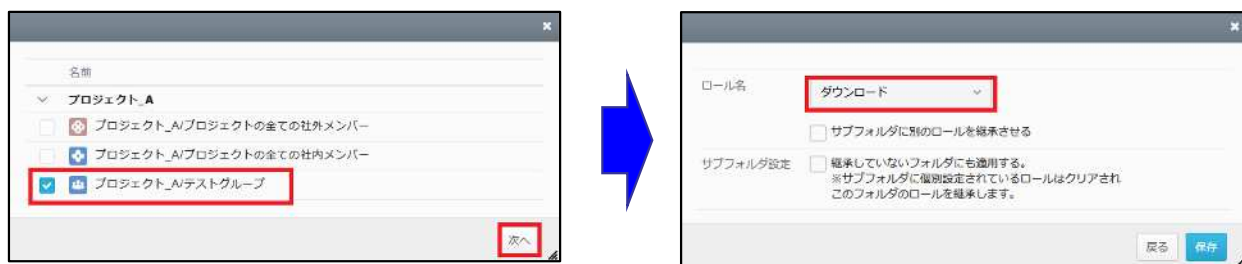 名前
プロジェクト_A
プロジェクト_A/プロジェクトの全ての社外メンバー
プロジェクト_A/プロジェクトの全ての社内メンバー
プロジェクト_A/テストグループ
次へ
ロール名
ダウンロード
サブフォルダに別のロールを継承させる
サブフォルダ設定
継承していないフォルダにも適用する。
※サブフォルダに個別設定されているロールはクリアされ
このフォルダのロールを継承します。
戻る
保存